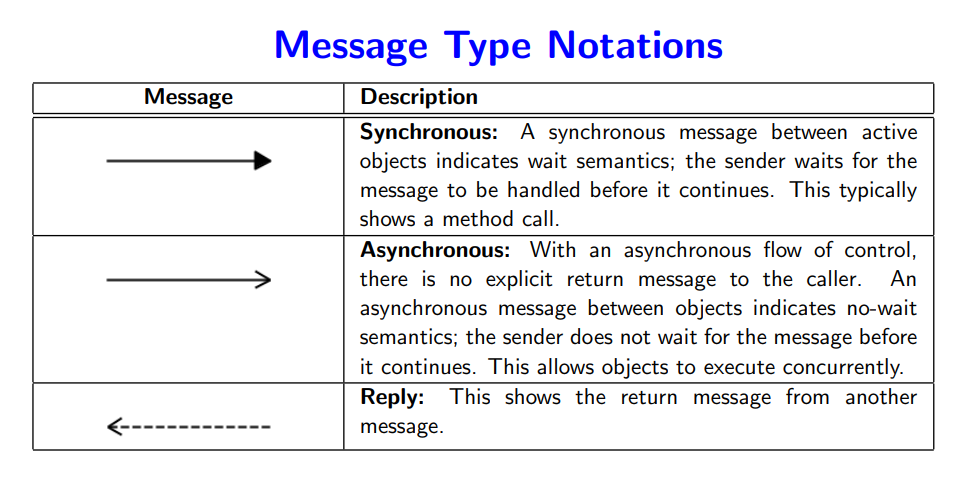 Message Type Notations
Message Description
Synchronous: A synchronous message between active
objects indicates wait semantics; the sender waits for the
message to be handled before it continues. This typically
shows a method call.
Asynchronous: With an asynchronous flow of control,
there is no explicit return message to the caller. An
asynchronous message between objects indicates no-wait
semantics; the sender does not wait for the message before
it continues. This allows objects to execute concurrently.
Reply: This shows the return message from another
message.